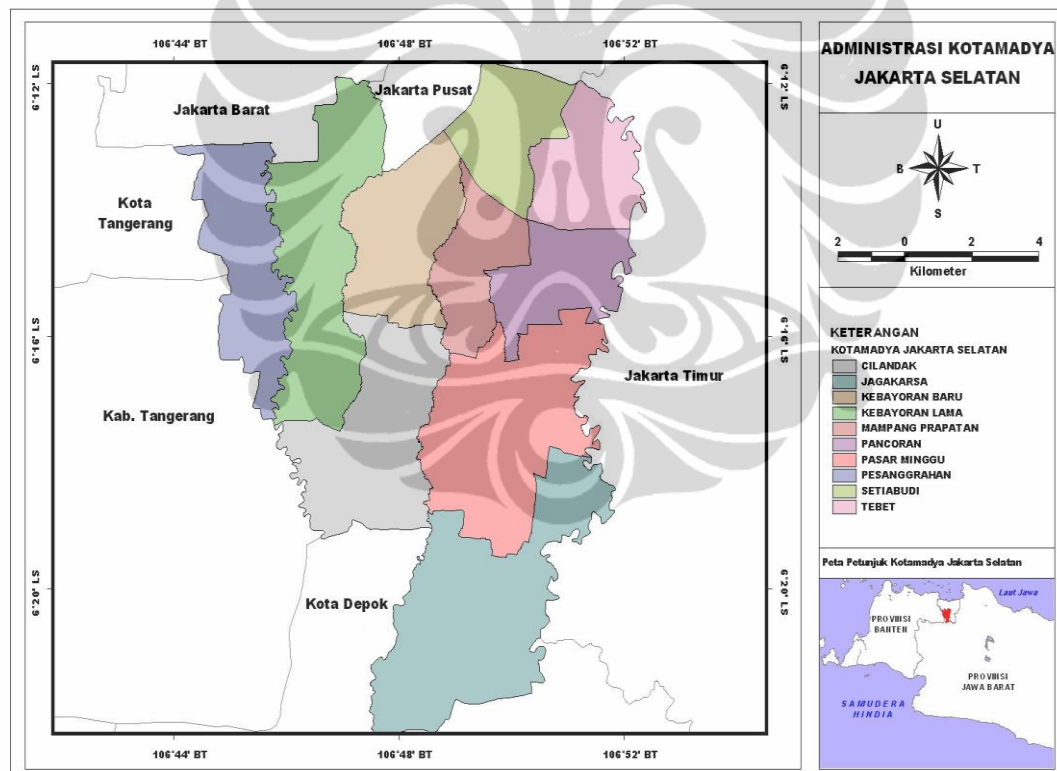 106°44' BT
106°48' BT
106°52' BT
6°12' LS
6°12' LS
Jakarta Barat
Jakarta Pusat
Kota
Tangerang
6°16' LS
6°16' LS
Jakarta Timur
Kab. Tangerang
6°20' LS
6°20' LS
Kota Depok
106°44' BT
106°48' BT
106°52' BT
ADMINISTRASI KOTAMADYA
JAKARTA SELATAN
U
B T
S
2 0 2 4
Kilometer
KETERANGAN
KOTAMADYA JAKARTA SELATAN
CILANDAK
JAGAKARSA
KEBAYORAN BARU
KEBAYORAN LAMA
MAMPANG PRAPATAN
PANCORAN
PASAR MINGGU
PESANGGRAHAN
SETIABUDI
TEBET
Peta Petunjuk Kotamadya Jakarta Selatan
Laut Jawa
PROVINSI
BANTEN
PROVINSI
JAWA BARAT
SAMUDERA
HINDIA